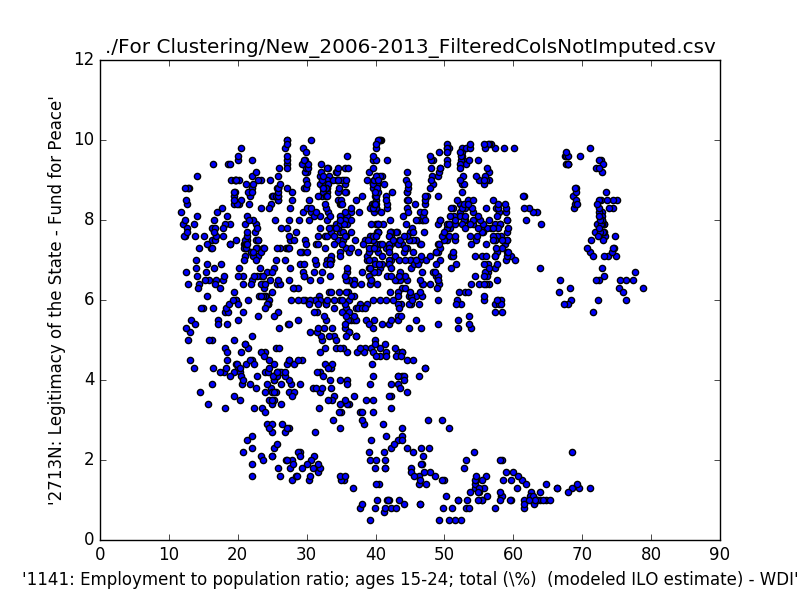 ./For Clustering/New_2006-2013_FilteredColsNotImputed.csv
'2713N: Legitimacy of the State - Fund for Peace'
12
10
8
6
4
2
0
0 10 20 30 40 50 60 70 80 90
'1141: Employment to population ratio; ages 15-24; total (\%) (modeled ILO estimate) - WDI'